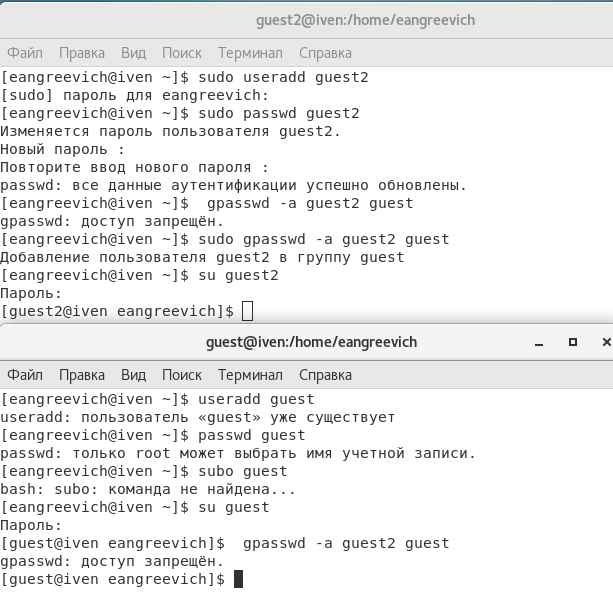 guest2@iven:/home/eangreevich
Файл Правка Вид Поиск Терминал Справка
[eangreevich@iven ~]$ sudo useradd guest2
[sudo] пароль для eangreevich:
[eangreevich@iven ~]$ sudo passwd guest2
Изменяется пароль пользователя guest2.
Новый пароль :
Повторите ввод нового пароля :
passwd: все данные аутентификации успешно обновлены.
[eangreevich@iven ~]$  gpasswd -a guest2 guest
gpasswd: доступ запрещён.
[eangreevich@iven ~]$ sudo gpasswd -a guest2 guest
Добавление пользователя guest2 в группу guest
[eangreevich@iven ~]$ su guest2
Пароль:
[guest2@iven eangreevich]$
guest@iven:/home/eangreevich
Файл Правка Вид Поиск Терминал Справка
[eangreevich@iven ~]$ useradd guest
useradd: пользователь «guest» уже существует
[eangreevich@iven ~]$ passwd guest
passwd: только root может выбрать имя учетной записи.
[eangreevich@iven ~]$ subo guest
bash: subo: команда не найдена...
[eangreevich@iven ~]$ su guest
Пароль:
[guest@iven eangreevich]$  gpasswd -a guest2 guest
gpasswd: доступ запрещён.
[guest@iven eangreevich]$